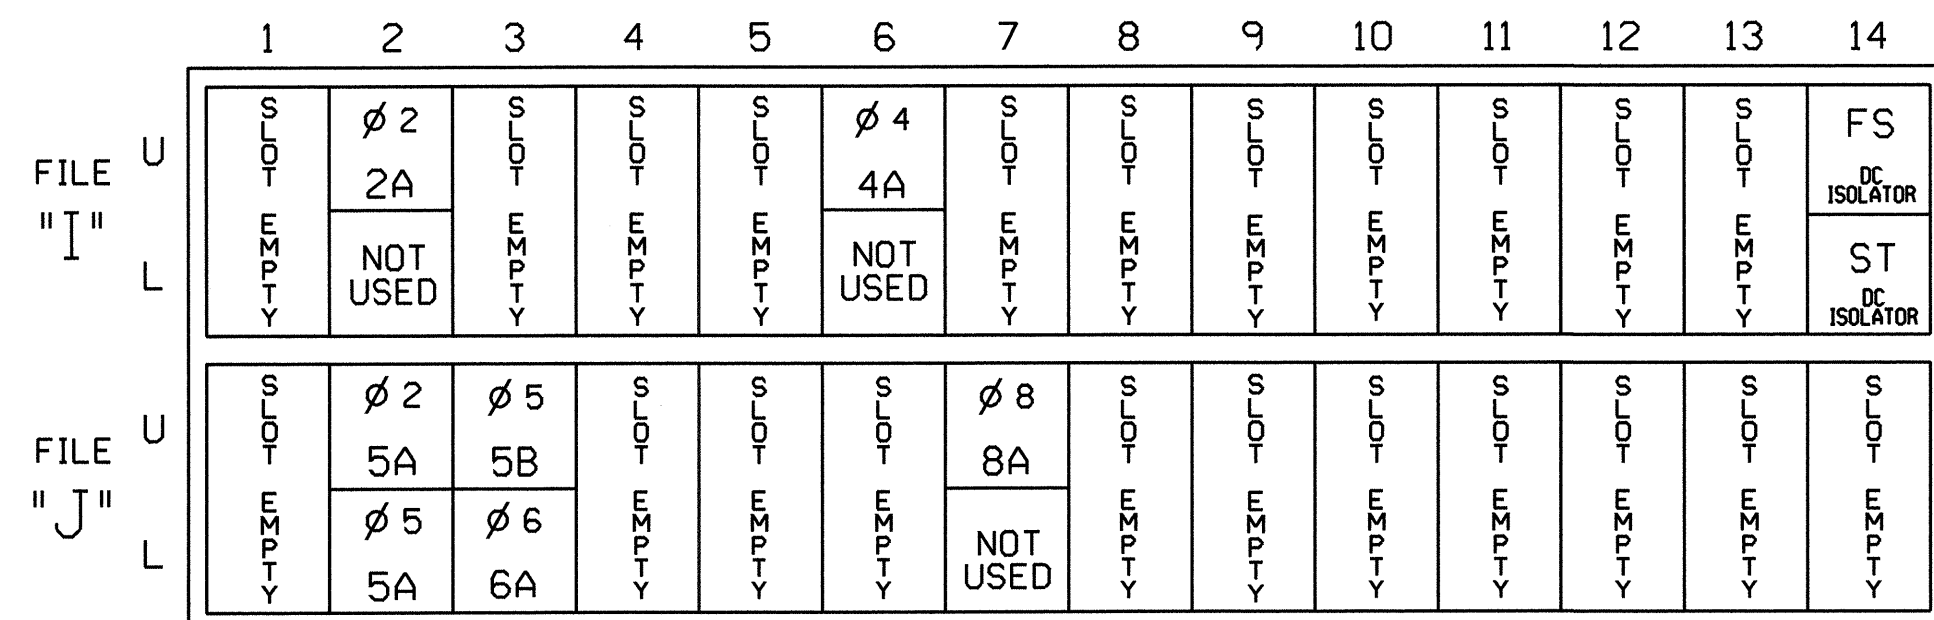 1 2 3 4 5 6 7 8 9 10 11 12 13 14
FILE "I"
U
L
SLOT EMPTY
Ø 2
2A
NOT USED
SLOT EMPTY
SLOT EMPTY
SLOT EMPTY
Ø 4
4A
NOT USED
SLOT EMPTY
SLOT EMPTY
SLOT EMPTY
SLOT EMPTY
SLOT EMPTY
SLOT EMPTY
SLOT EMPTY
FS
DC
ISOLATOR
ST
DC
ISOLATOR
FILE "J"
U
L
SLOT EMPTY
Ø 2
5A
Ø 5
5A
Ø 5
5B
Ø 6
6A
SLOT EMPTY
SLOT EMPTY
SLOT EMPTY
Ø 8
8A
NOT USED
SLOT EMPTY
SLOT EMPTY
SLOT EMPTY
SLOT EMPTY
SLOT EMPTY
SLOT EMPTY
SLOT EMPTY